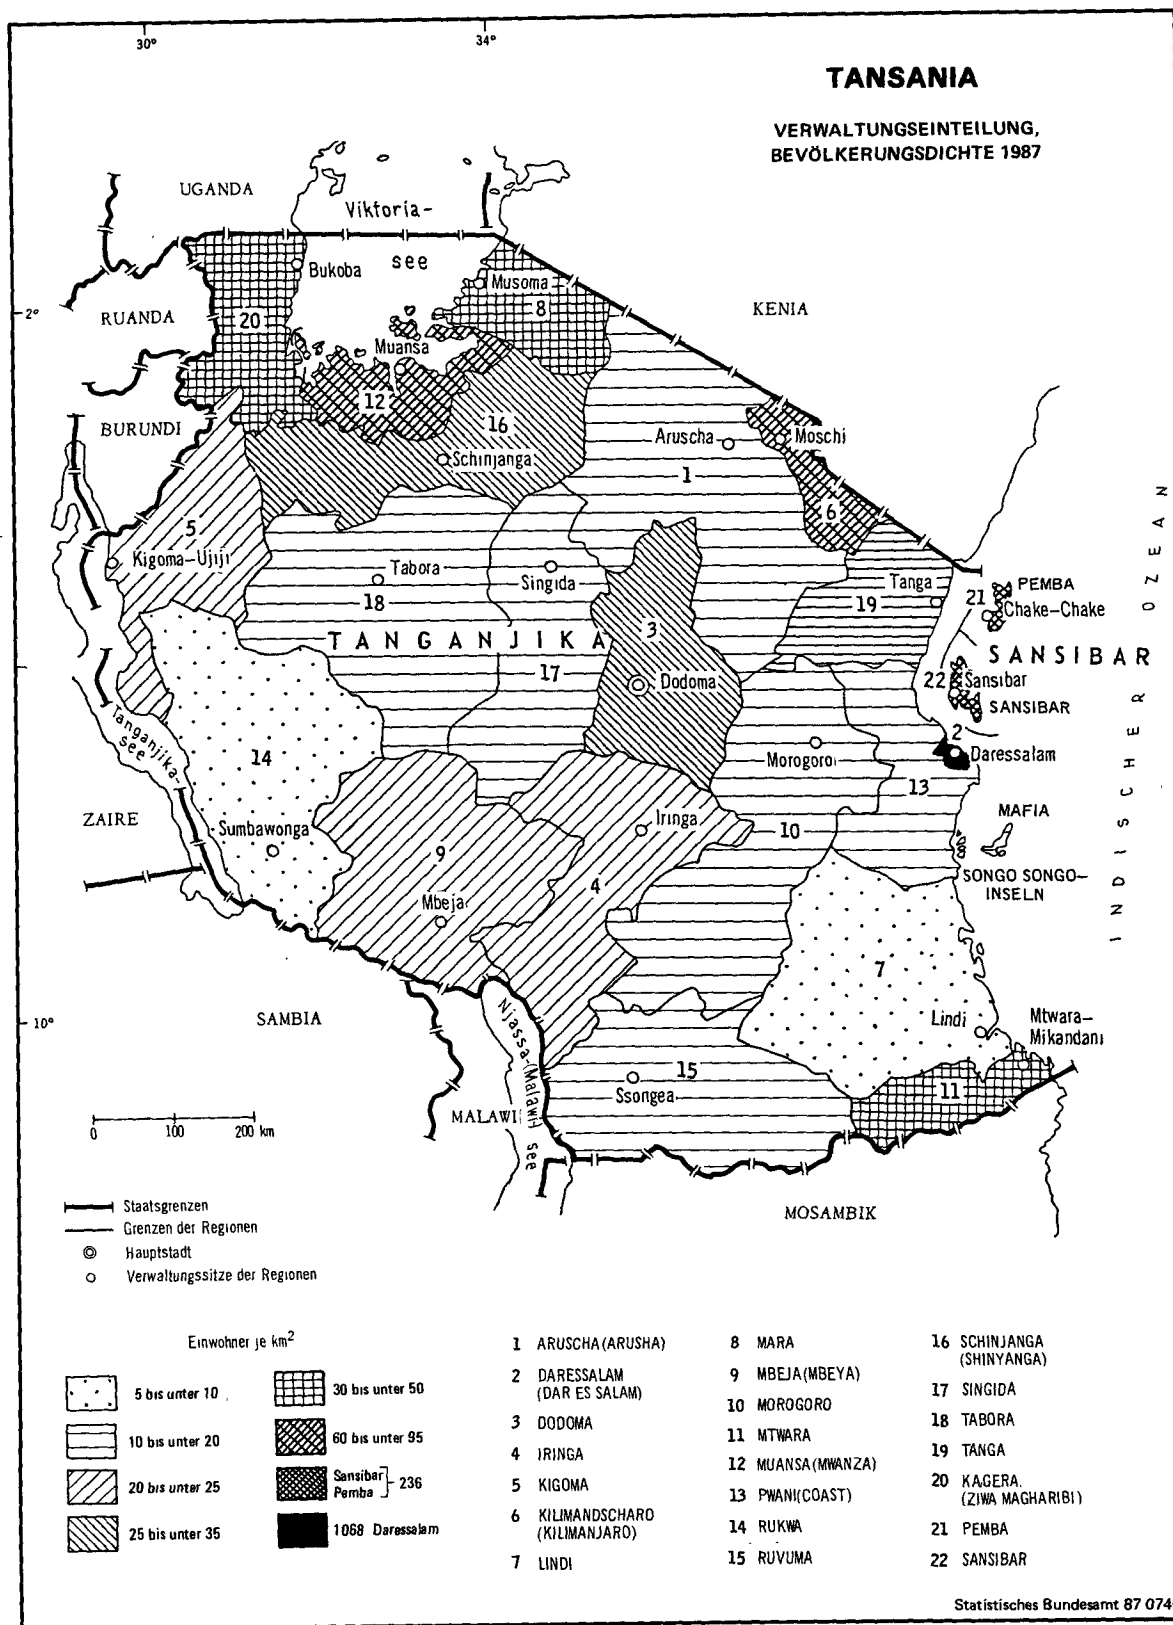 30°
34°
TANSANIA
VERWALTUNGSEINTEILUNG,
BEVÖLKERUNGSDICHTE 1987
UGANDA
Viktoria-
see
Bukoba
Musoma
8
KENIA
2°
RUANDA
20
Muansa
12
16
BURUNDI
Schinjanga
Aruscha
Moschi
1
6
5
Kigoma-Ujiji
Tabora
18
Singida
Tanga
19
21
PEMBA
Chake-Chake
TANGANJIKA
3
SANSIBAR
17
Dodoma
22
Sansibar
SANSIBAR
2
Daressalam
Tanganjika-
see
14
Morogoro
13
ZAIRE
Sumbawonga
Iringa
MAFIA
10
9
4
SONGO SONGO-
INSELN
INDISCHER OZEAN
Mbeja
7
10°
SAMBIA
Njassa-(Malawi-)
see
Lindi
Mtwara-
Mikandani
15
Ssongea
11
MALAWI
0 100 200 km
MOSAMBIK
Staatsgrenzen
Grenzen der Regionen
Hauptstadt
Verwaltungssitze der Regionen
Einwohner je km²
5 bis unter 10
10 bis unter 20
20 bis unter 25
25 bis unter 35
30 bis unter 50
60 bis unter 95
Sansibar
Pemba
236
1068 Daressalam
1 ARUSCHA (ARUSHA)
2 DARESSALAM
(DAR ES SALAM)
3 DODOMA
4 IRINGA
5 KIGOMA
6 KILIMANDSCHARO
(KILIMANJARO)
7 LINDI
8 MARA
9 MBEJA (MBEYA)
10 MOROGORO
11 MTWARA
12 MUANSA (MWANZA)
13 PWANI (COAST)
14 RUKWA
15 RUVUMA
16 SCHINJANGA
(SHINYANGA)
17 SINGIDA
18 TABORA
19 TANGA
20 KAGERA
(ZIWA MAGHARIBI)
21 PEMBA
22 SANSIBAR
Statistisches Bundesamt 87 074